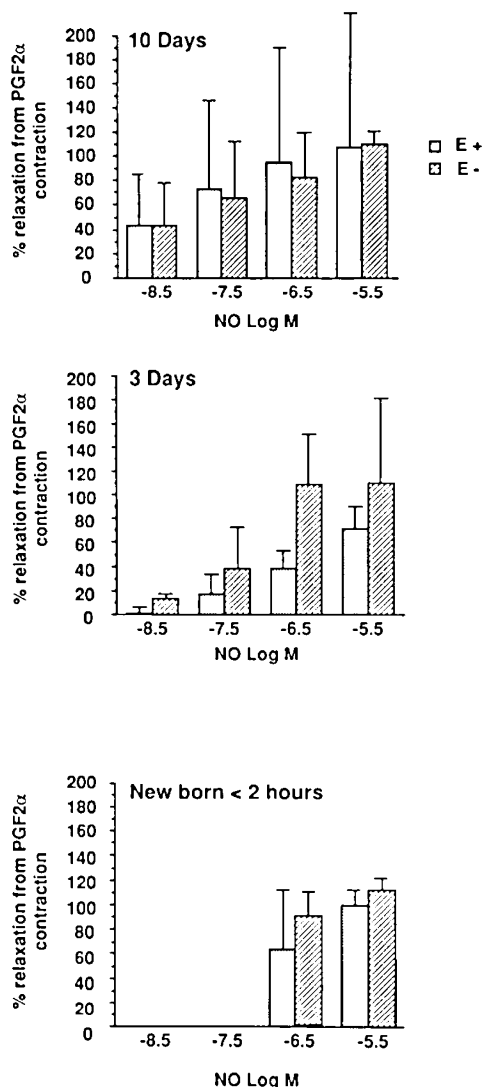 10 Days
% relaxation from PGF2α
contraction
200
180
160
140
120
100
80
60
40
20
0
-8.5 -7.5 -6.5 -5.5
NO Log M
E +
E -
3 Days
% relaxation from PGF2α
contraction
200
180
160
140
120
100
80
60
40
20
0
-8.5 -7.5 -6.5 -5.5
NO Log M
New born < 2 hours
% relaxation from PGF2α
contraction
200
180
160
140
120
100
80
60
40
20
0
-8.5 -7.5 -6.5 -5.5
NO Log M